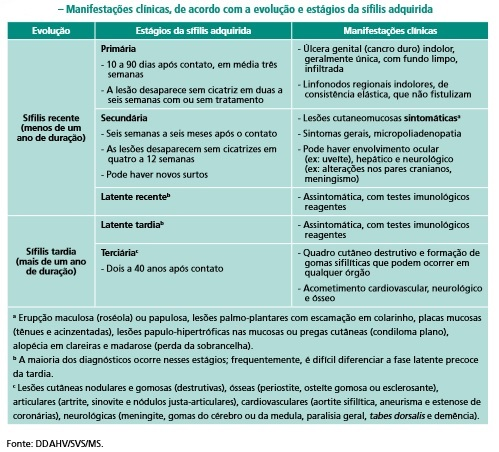 – Manifestações clínicas, de acordo com a evolução e estágios da sífilis adquirida
Evolução
Estágios da sífilis adquirida
Manifestações clínicas
Sífilis recente
(menos de um
ano de duração)
Primária
- 10 a 90 dias após contato, em média três
semanas
- A lesão desaparece sem cicatriz em duas a
seis semanas com ou sem tratamento
- Úlcera genital (cancro duro) indolor,
geralmente única, com fundo limpo,
infiltrada
- Linfonodos regionais indolores, de
consistência elástica, que não fistulizam
Secundária
- Seis semanas a seis meses após o contato
- As lesões desaparecem sem cicatrizes em
quatro a 12 semanas
- Pode haver novos surtos
- Lesões cutaneomucosas sintomáticasª
- Sintomas gerais, micropoliadenopatia
- Pode haver envolvimento ocular
(ex: uveíte), hepático e neurológico
(ex: alterações nos pares cranianos,
meningismo)
Latente recenteᵇ
- Assintomática, com testes imunológicos
reagentes
Sífilis tardia
(mais de um ano
de duração)
Latente tardiaᵇ
- Assintomática, com testes imunológicos
reagentes
Terciáriaᶜ
- Dois a 40 anos após contato
- Quadro cutâneo destrutivo e formação de
gomas sifilíticas que podem ocorrer em
qualquer órgão
- Acometimento cardiovascular, neurológico
e ósseo
ª Erupção maculosa (roséola) ou papulosa, lesões palmo-plantares com escamação em colarinho, placas mucosas
(tênues e acinzentadas), lesões papulo-hipertróficas nas mucosas ou pregas cutâneas (condiloma plano),
alopécia em clareiras e madarose (perda da sobrancelha).
ᵇ A maioria dos diagnósticos ocorre nesses estágios; frequentemente, é difícil diferenciar a fase latente precoce
da tardia.
ᶜ Lesões cutâneas nodulares e gomosas (destrutivas), ósseas (periostite, osteíte gomosa ou esclerosante),
articulares (artrite, sinovite e nódulos justa-articulares), cardiovasculares (aortite sifilítica, aneurisma e estenose de
coronárias), neurológicas (meningite, gomas do cérebro ou da medula, paralisia geral, tabes dorsalis e demência).
Fonte: DDAHV/SVS/MS.